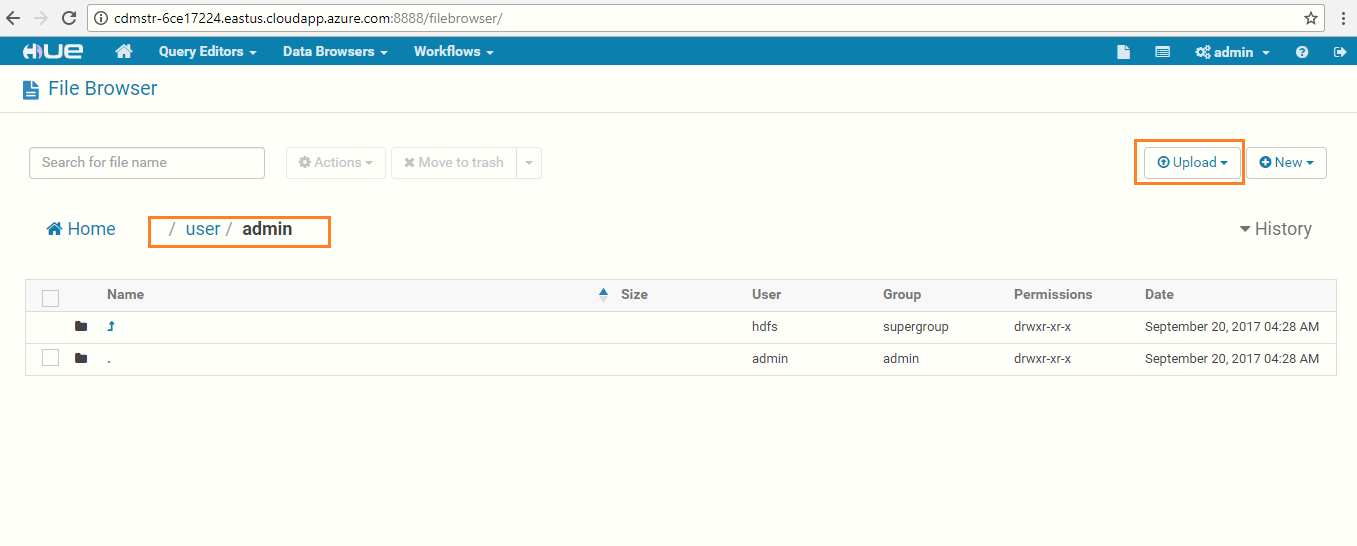 cdmstr-6ce17224.eastus.cloudapp.azure.com:8888/filebrowser/
HUE Query Editors Data Browsers Workflows admin
File Browser
Search for file name Actions Move to trash Upload New
Home / user / admin History
Name Size User Group Permissions Date
hdfs supergroup drwxr-xr-x September 20, 2017 04:28 AM
. admin admin drwxr-xr-x September 20, 2017 04:28 AM